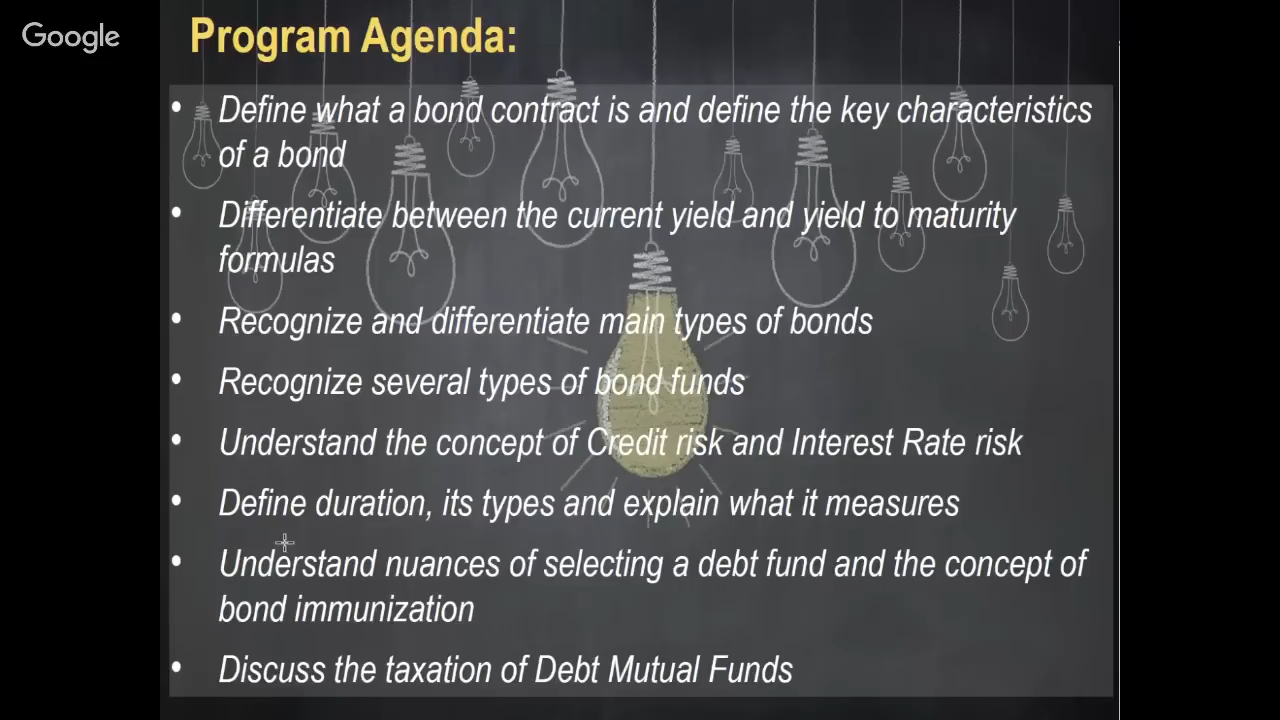 Google
Program Agenda:
• Define what a bond contract is and define the key characteristics
of a bond
• Differentiate between the current yield and yield to maturity
formulas
• Recognize and differentiate main types of bonds
• Recognize several types of bond funds
• Understand the concept of Credit risk and Interest Rate risk
• Define duration, its types and explain what it measures
• Understand nuances of selecting a debt fund and the concept of
bond immunization
• Discuss the taxation of Debt Mutual Funds